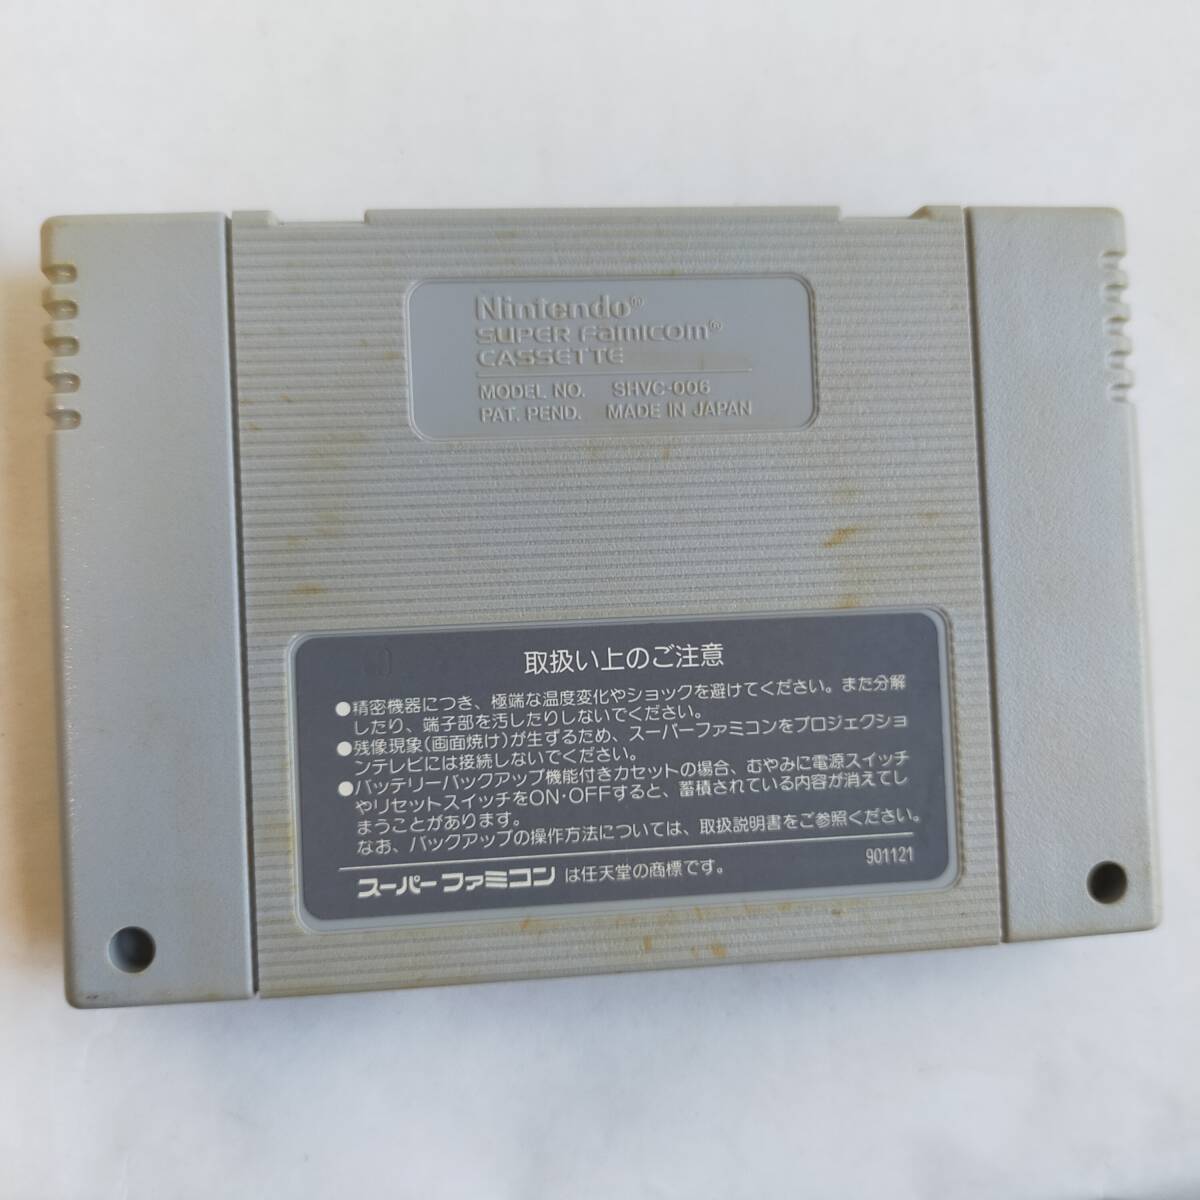 Nintendo®
SUPER Famicom®
CASSETTE
MODEL NO. SHVC-006
PAT. PEND. MADE IN JAPAN
取扱い上のご注意
●精密機器につき、極端な温度変化やショックを避けてください。また分解
したり、端子部を汚したりしないでください。
●残像現象(画面焼け)が生ずるため、スーパーファミコンをプロジェクショ
ンテレビには接続しないでください。
●バッテリーバックアップ機能付きカセットの場合、むやみに電源スイッチ
やリセットスイッチをON・OFFすると、蓄積されている内容が消えてし
まうことがあります。
なお、バックアップの操作方法については、取扱説明書をご参照ください。
901121
スーパーファミコンは任天堂の商標です。